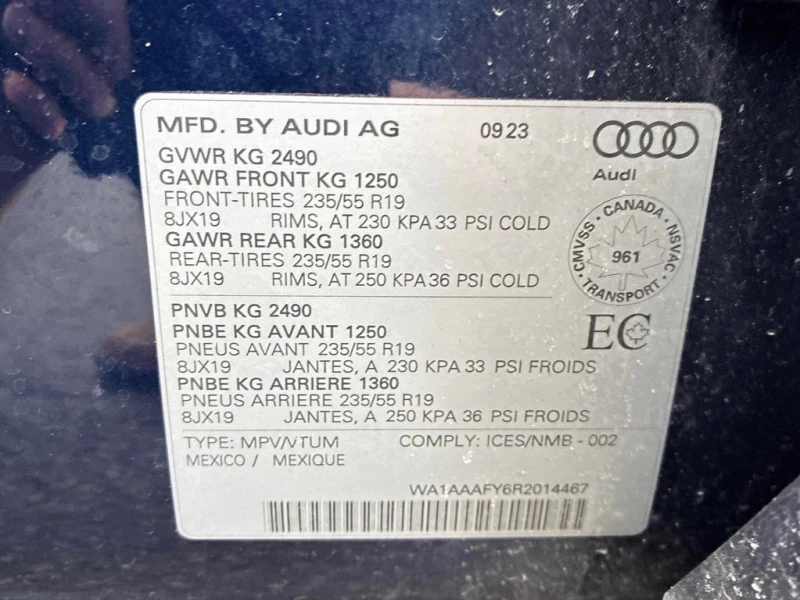 MFD. BY AUDI AG 09 23
Audi
GVWR KG 2490
GAWR FRONT KG 1250
FRONT-TIRES 235/55 R19
8JX19 RIMS, AT 230 KPA 33 PSI COLD
GAWR REAR KG 1360
REAR-TIRES 235/55 R19
8JX19 RIMS, AT 250 KPA 36 PSI COLD
CANADA · NSVAC · TRANSPORT · CMVSS ·
961
PNVB KG 2490
PNBE KG AVANT 1250
PNEUS AVANT 235/55 R19
8JX19 JANTES, A 230 KPA 33 PSI FROIDS
PNBE KG ARRIERE 1360
PNEUS ARRIERE 235/55 R19
8JX19 JANTES, A 250 KPA 36 PSI FROIDS
EC
TYPE: MPV/VTUM COMPLY: ICES/NMB - 002
MEXICO / MEXIQUE
WA1AAAFY6R2014467